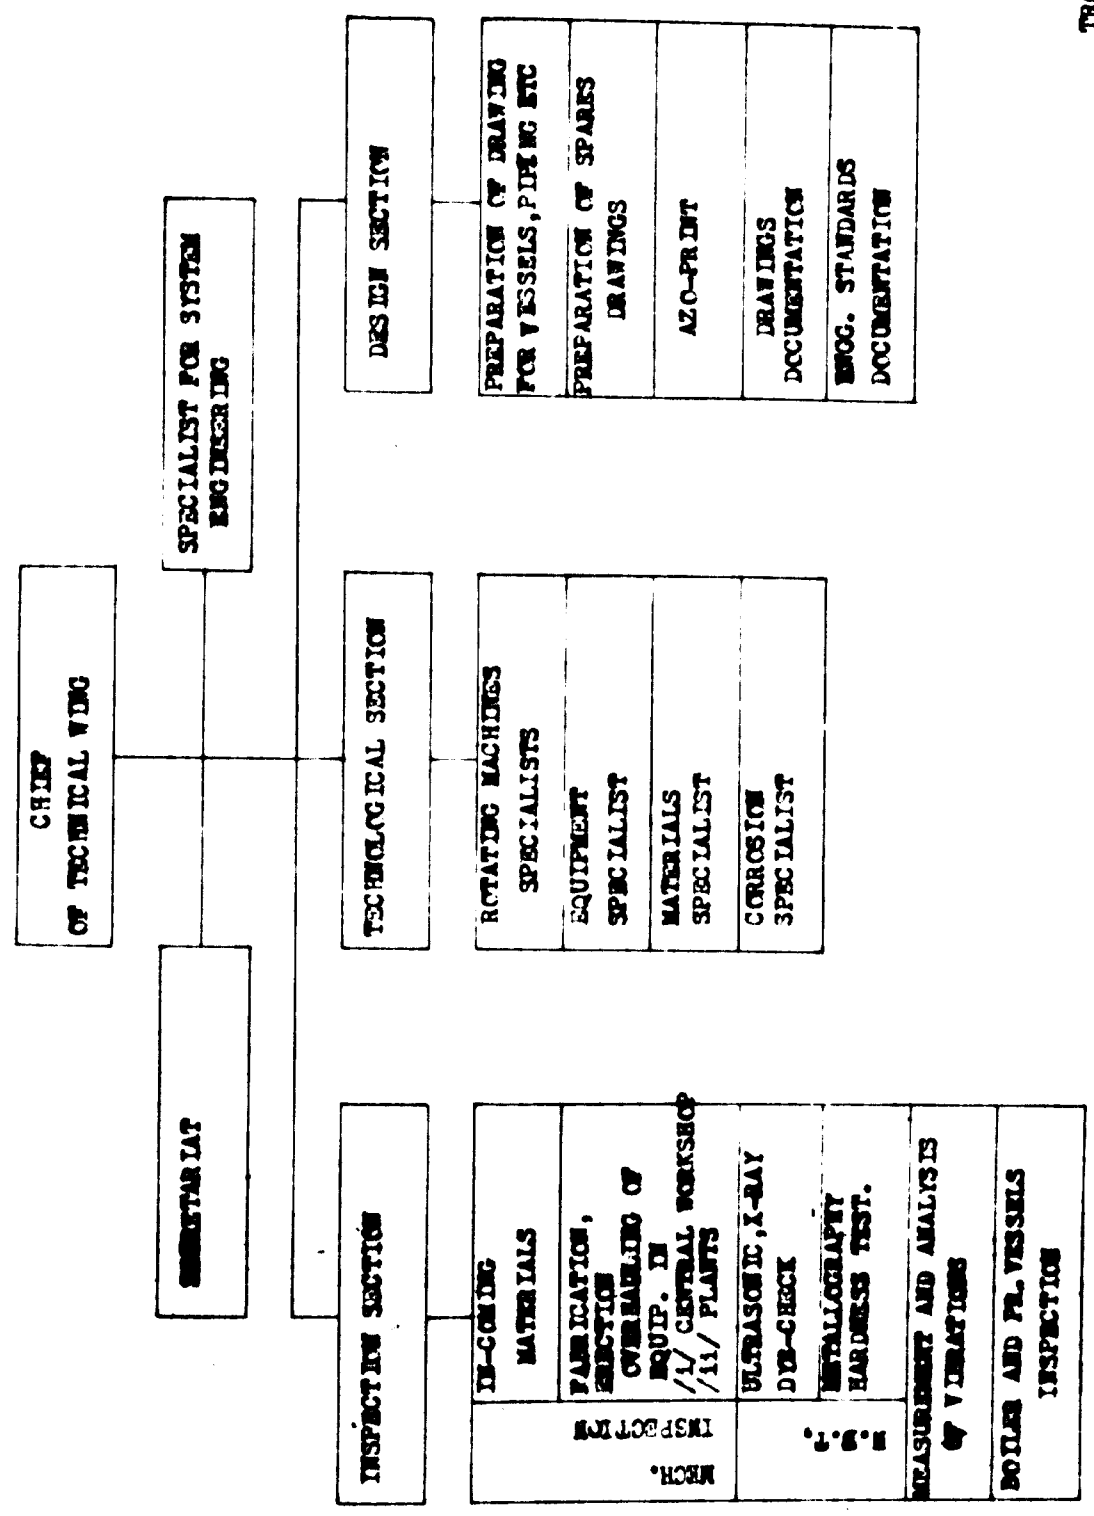 CHIEF
OF TECHNICAL WING
SECRETARIAT
SPECIALIST FOR SYSTEM
ENGINEERING
INSPECTION SECTION
TECHNOLOGICAL SECTION
DESIGN SECTION
MECH.
INSPECTION
IN-COMING
MATERIALS
FABRICATION,
ERECTION
OVERHAULING OF
EQUIP. IN
/i/ CENTRAL WORKSHOP
/ii/ PLANTS
N.D.T.
ULTRASONIC,X-RAY
DYE-CHECK
METALLOGRAPHY
HARDNESS TEST.
MEASUREMENT AND ANALYSIS
OF VIBRATIONS
BOILER AND PR.VESSELS
INSPECTION
ROTATING MACHINES
SPECIALISTS
EQUIPMENT
SPECIALIST
MATERIALS
SPECIALIST
CORROSION
SPECIALIST
PREPARATION OF DRAWING
FOR VESSELS,PIPING ETC
PREPARATION OF SPARES
DRAWINGS
AZO-PRINT
DRAWINGS
DOCUMENTATION
ENGG. STANDARDS
DOCUMENTATION